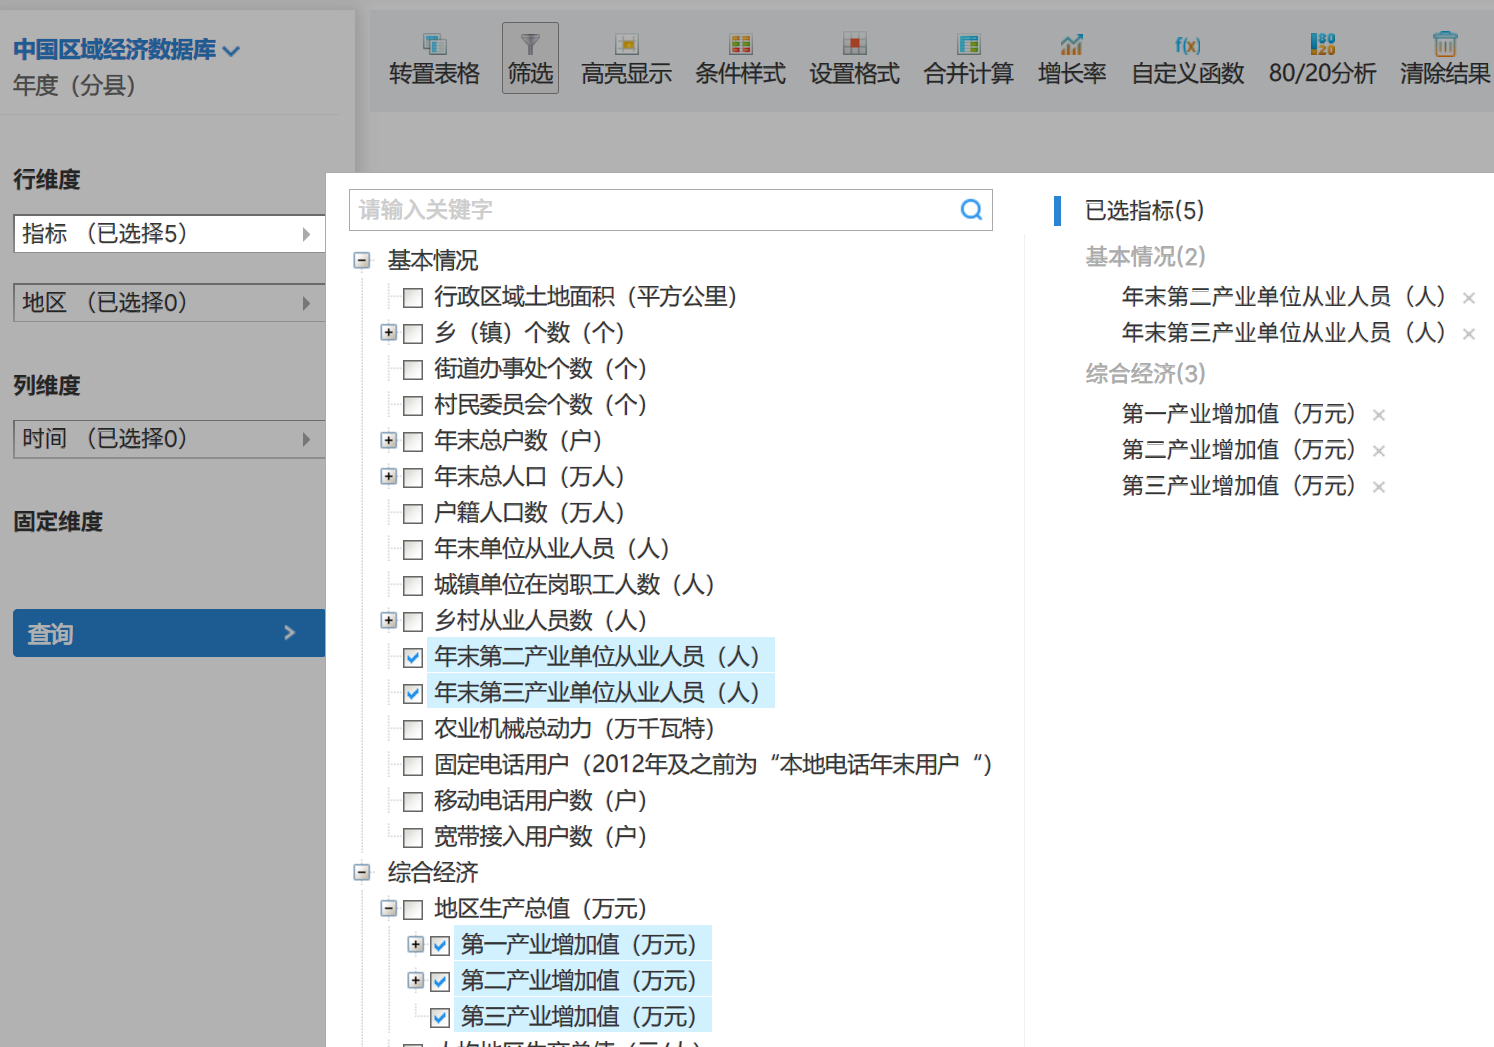 中国区域经济数据库
年度（分县）
转置表格
筛选
高亮显示
条件样式
设置格式
合并计算
增长率
f(x)
自定义函数
80
20
80/20分析
清除结果
行维度
指标 （已选择5）
地区 （已选择0）
列维度
时间 （已选择0）
固定维度
查询
请输入关键字
基本情况
行政区域土地面积（平方公里）
乡（镇）个数（个）
街道办事处个数（个）
村民委员会个数（个）
年末总户数（户）
年末总人口（万人）
户籍人口数（万人）
年末单位从业人员（人）
城镇单位在岗职工人数（人）
乡村从业人员数（人）
年末第二产业单位从业人员（人）
年末第三产业单位从业人员（人）
农业机械总动力（万千瓦特）
固定电话用户（2012年及之前为“本地电话年末用户“）
移动电话用户数（户）
宽带接入用户数（户）
综合经济
地区生产总值（万元）
第一产业增加值（万元）
第二产业增加值（万元）
第三产业增加值（万元）
已选指标(5)
基本情况(2)
年末第二产业单位从业人员（人）
年末第三产业单位从业人员（人）
综合经济(3)
第一产业增加值（万元）
第二产业增加值（万元）
第三产业增加值（万元）